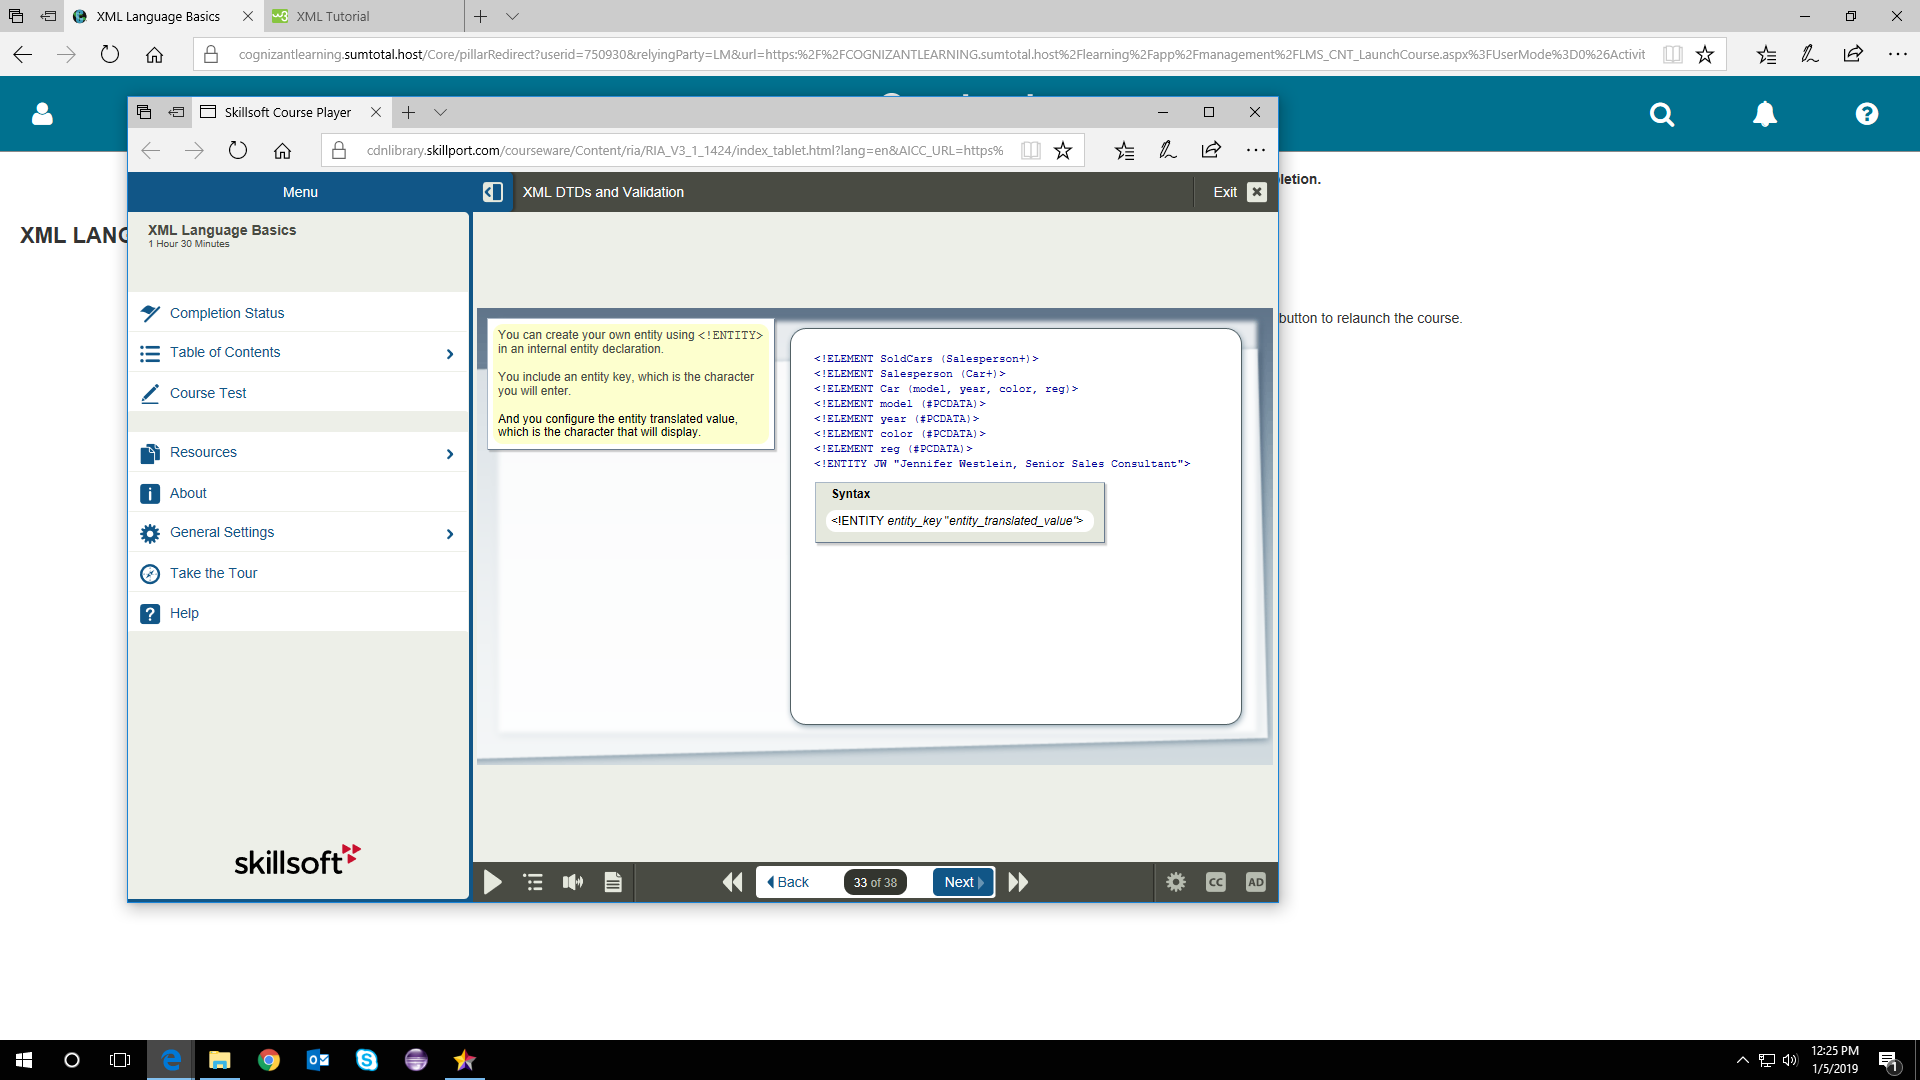 XML Language Basics
XML Tutorial
cognizantlearning.sumtotal.host/Core/pillarRedirect?userid=750930&relyingParty=LM&url=https:%2F%2FCOGNIZANTLEARNING.sumtotal.host%2Flearning%2Fapp%2Fmanagement%2FLMS_CNT_LaunchCourse.aspx%3FUserMode%3D0%26Activit
Skillsoft Course Player
cdnlibrary.skillport.com/courseware/Content/ria/RIA_V3_1_1424/index_tablet.html?lang=en&AICC_URL=https%
letion.
XML LANG
button to relaunch the course.
Menu
XML DTDs and Validation
Exit
XML Language Basics
1 Hour 30 Minutes
Completion Status
Table of Contents
Course Test
Resources
About
General Settings
Take the Tour
Help
skillsoft
You can create your own entity using <!ENTITY>
in an internal entity declaration.
You include an entity key, which is the character
you will enter.
And you configure the entity translated value,
which is the character that will display.
<!ELEMENT SoldCars (Salesperson+)>
<!ELEMENT Salesperson (Car+)>
<!ELEMENT Car (model, year, color, reg)>
<!ELEMENT model (#PCDATA)>
<!ELEMENT year (#PCDATA)>
<!ELEMENT color (#PCDATA)>
<!ELEMENT reg (#PCDATA)>
<!ENTITY JW "Jennifer Westlein, Senior Sales Consultant">
Syntax
<!ENTITY entity_key "entity_translated_value">
Back
33 of 38
Next
CC
AD
12:25 PM
1/5/2019
1